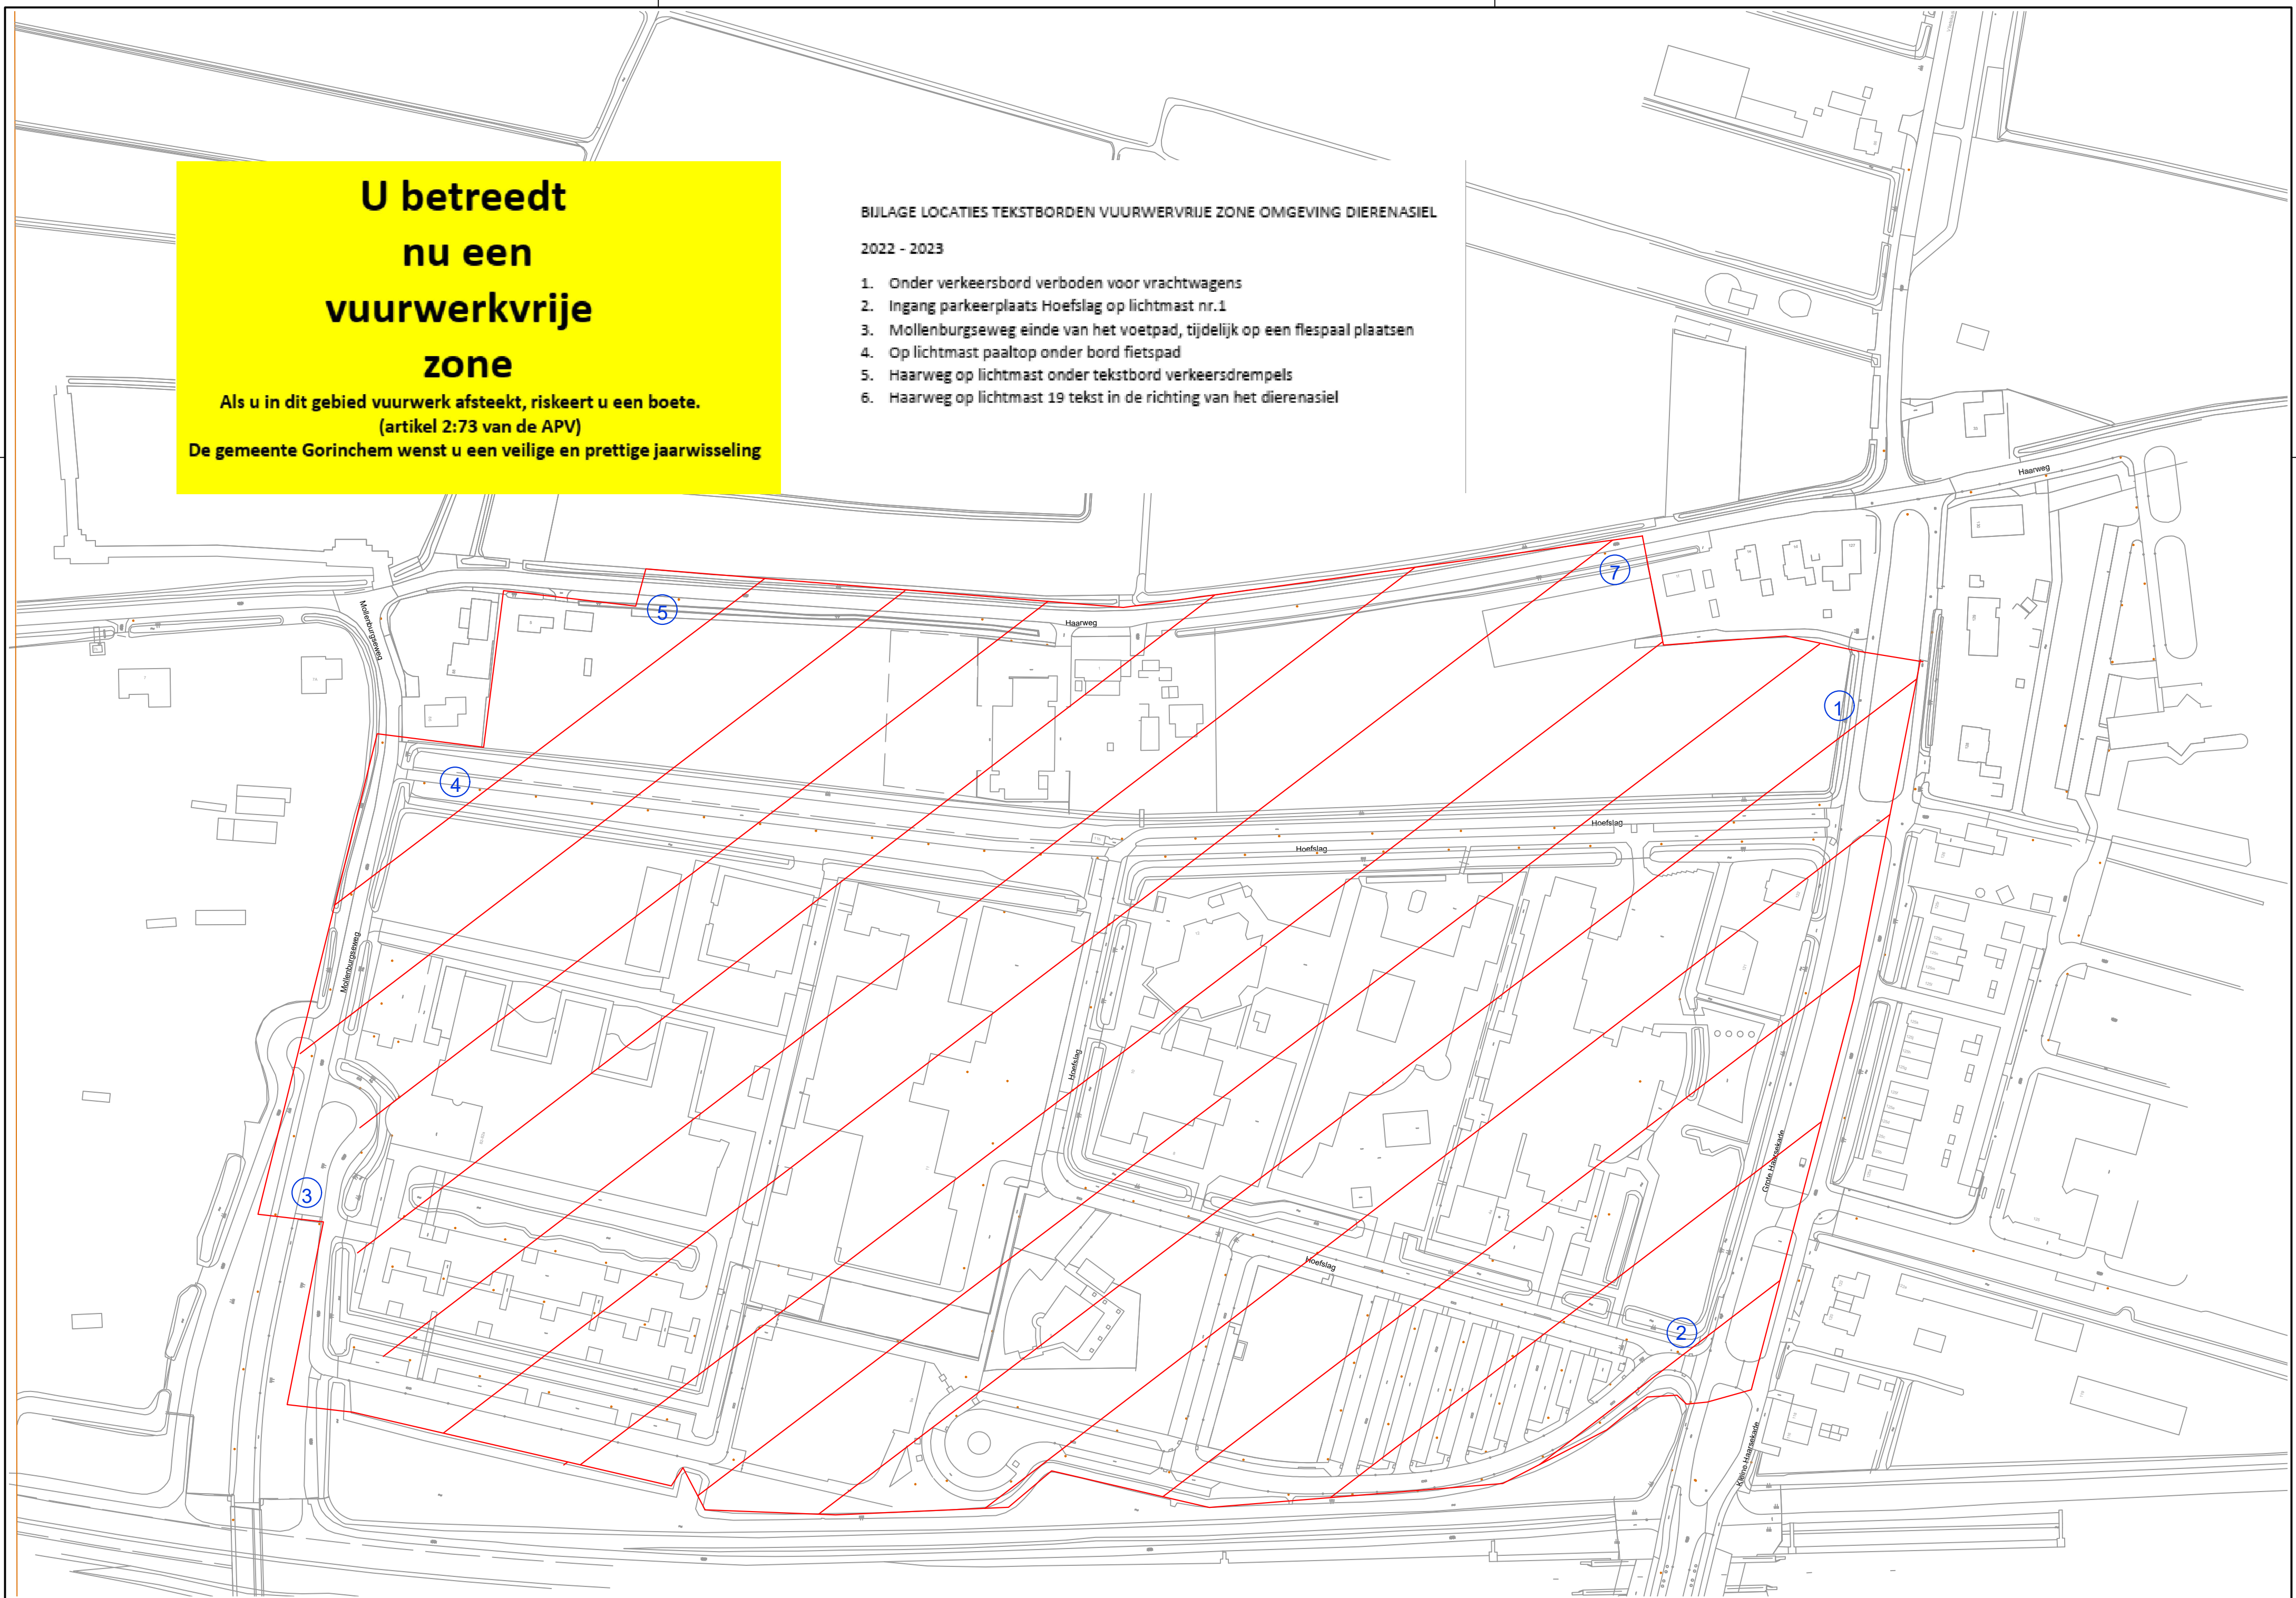 U betreedt
nu een
vuurwerkvrije
zone
Als u in dit gebied vuurwerk afsteekt, riskeert u een boete.
(artikel 2:73 van de APV)
De gemeente Gorinchem wenst u een veilige en prettige jaarwisseling
BIJLAGE LOCATIES TEKSTBORDEN VUURWERVRIJE ZONE OMGEVING DIERENASIEL
2022 - 2023
1. Onder verkeersbord verboden voor vrachtwagens
2. Ingang parkeerplaats Hoefslag op lichtmast nr.1
3. Mollenburgseweg einde van het voetpad, tijdelijk op een flespaal plaatsen
4. Op lichtmast paaltop onder bord fietspad
5. Haarweg op lichtmast onder tekstbord verkeersdrempels
6. Haarweg op lichtmast 19 tekst in de richting van het dierenasiel
Haarweg
7
5
Mollenburgseweg
Haarweg
1
4
Hoefslag
Hoefslag
Mollenburgseweg
Hoefslag
Grote Haarsekade
3
Hoefslag
2
Kleine Haarsekade